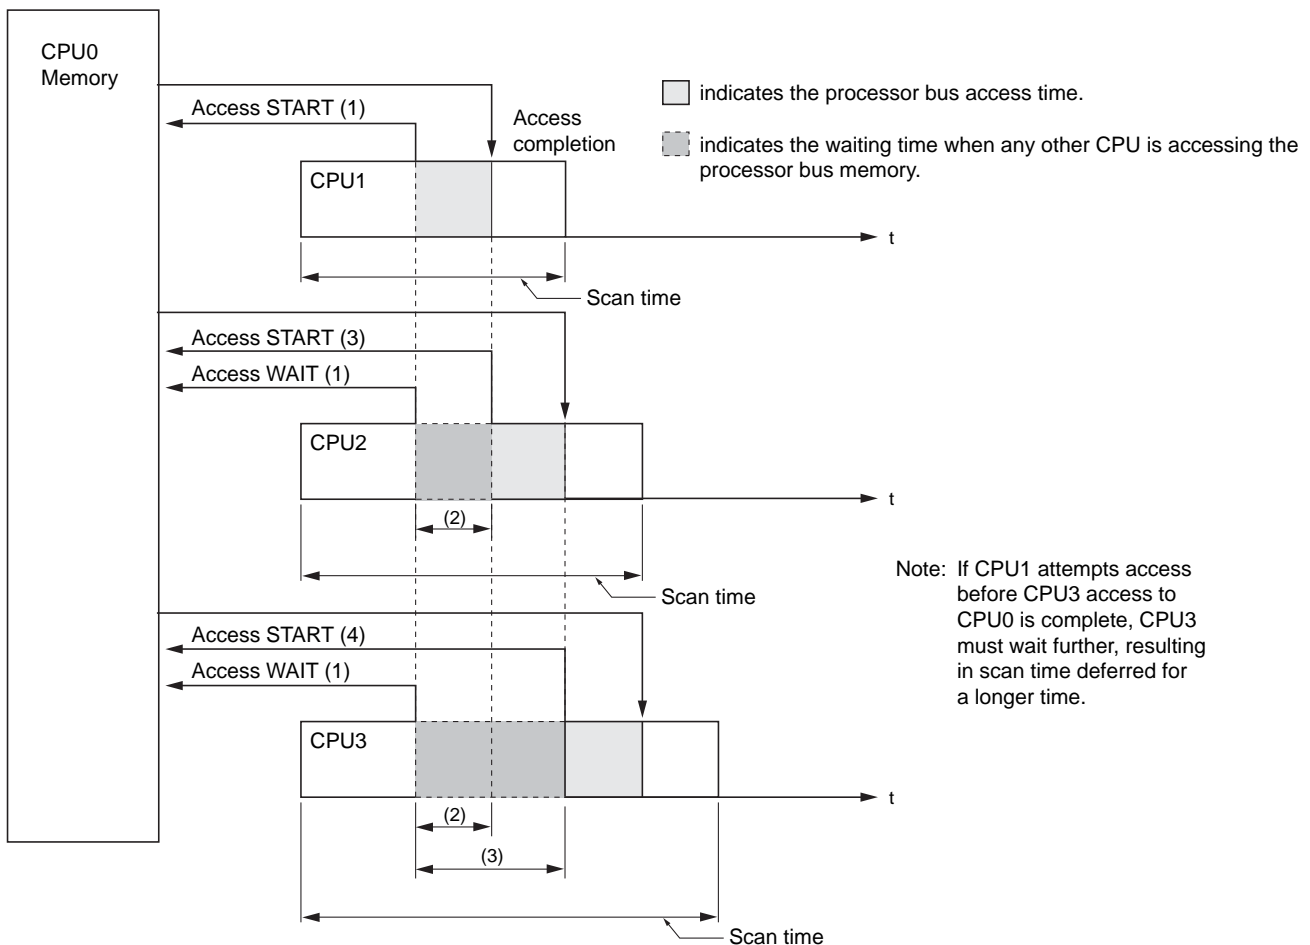 CPU0
Memory
Access START (1)
Access
completion
indicates the processor bus access time.
indicates the waiting time when any other CPU is accessing the
processor bus memory.
CPU1
t
Scan time
Access START (3)
Access WAIT (1)
CPU2
t
(2)
Scan time
Note: If CPU1 attempts access
before CPU3 access to
CPU0 is complete, CPU3
must wait further, resulting
in scan time deferred for
a longer time.
Access START (4)
Access WAIT (1)
CPU3
t
(2)
(3)
Scan time